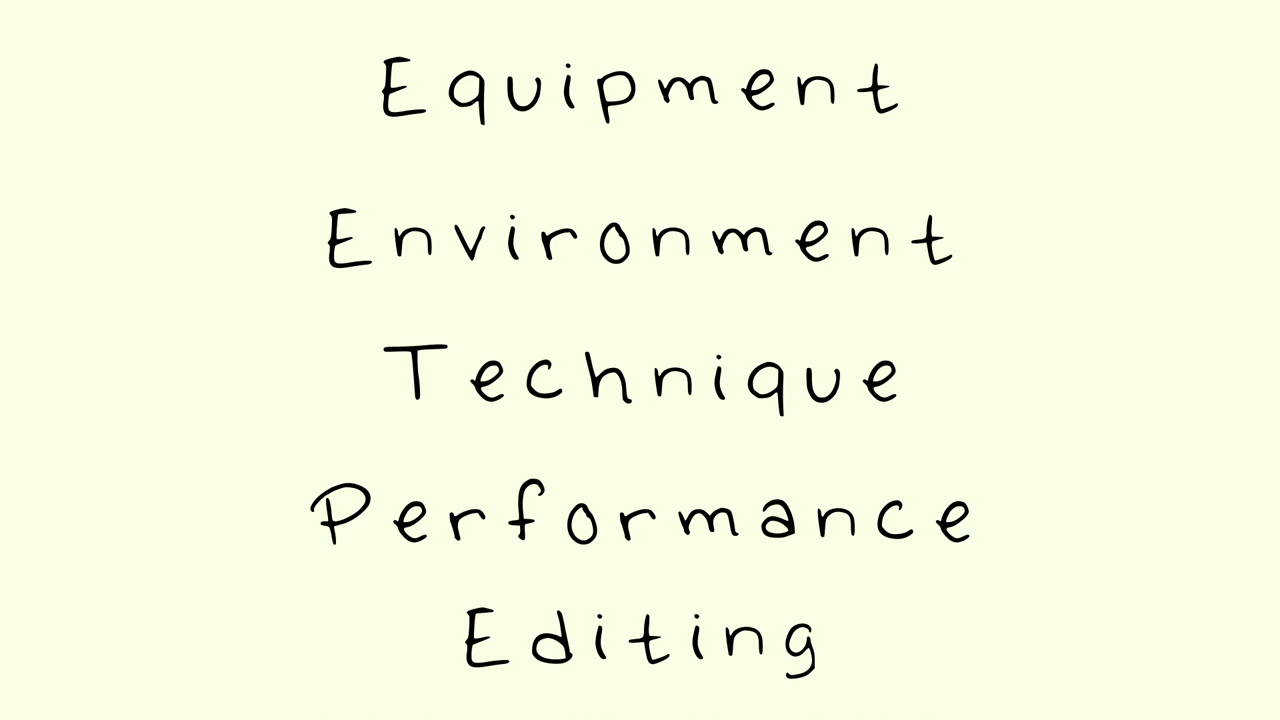 Equipment
Environment
Technique
Performance
Editing